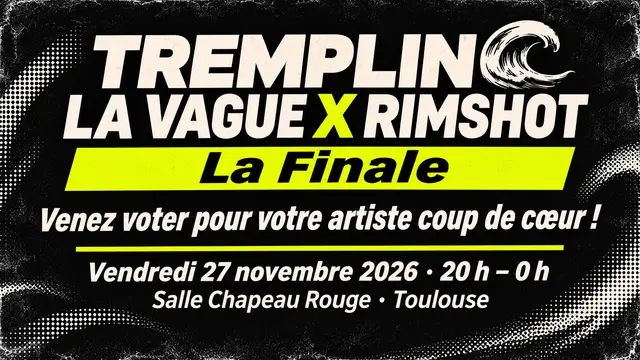 TREMPLIN
LA VAGUE X RIMSHOT
La Finale
Venez voter pour votre artiste coup de cœur !
Vendredi 27 novembre 2026 • 20 h – 0 h
Salle Chapeau Rouge • Toulouse